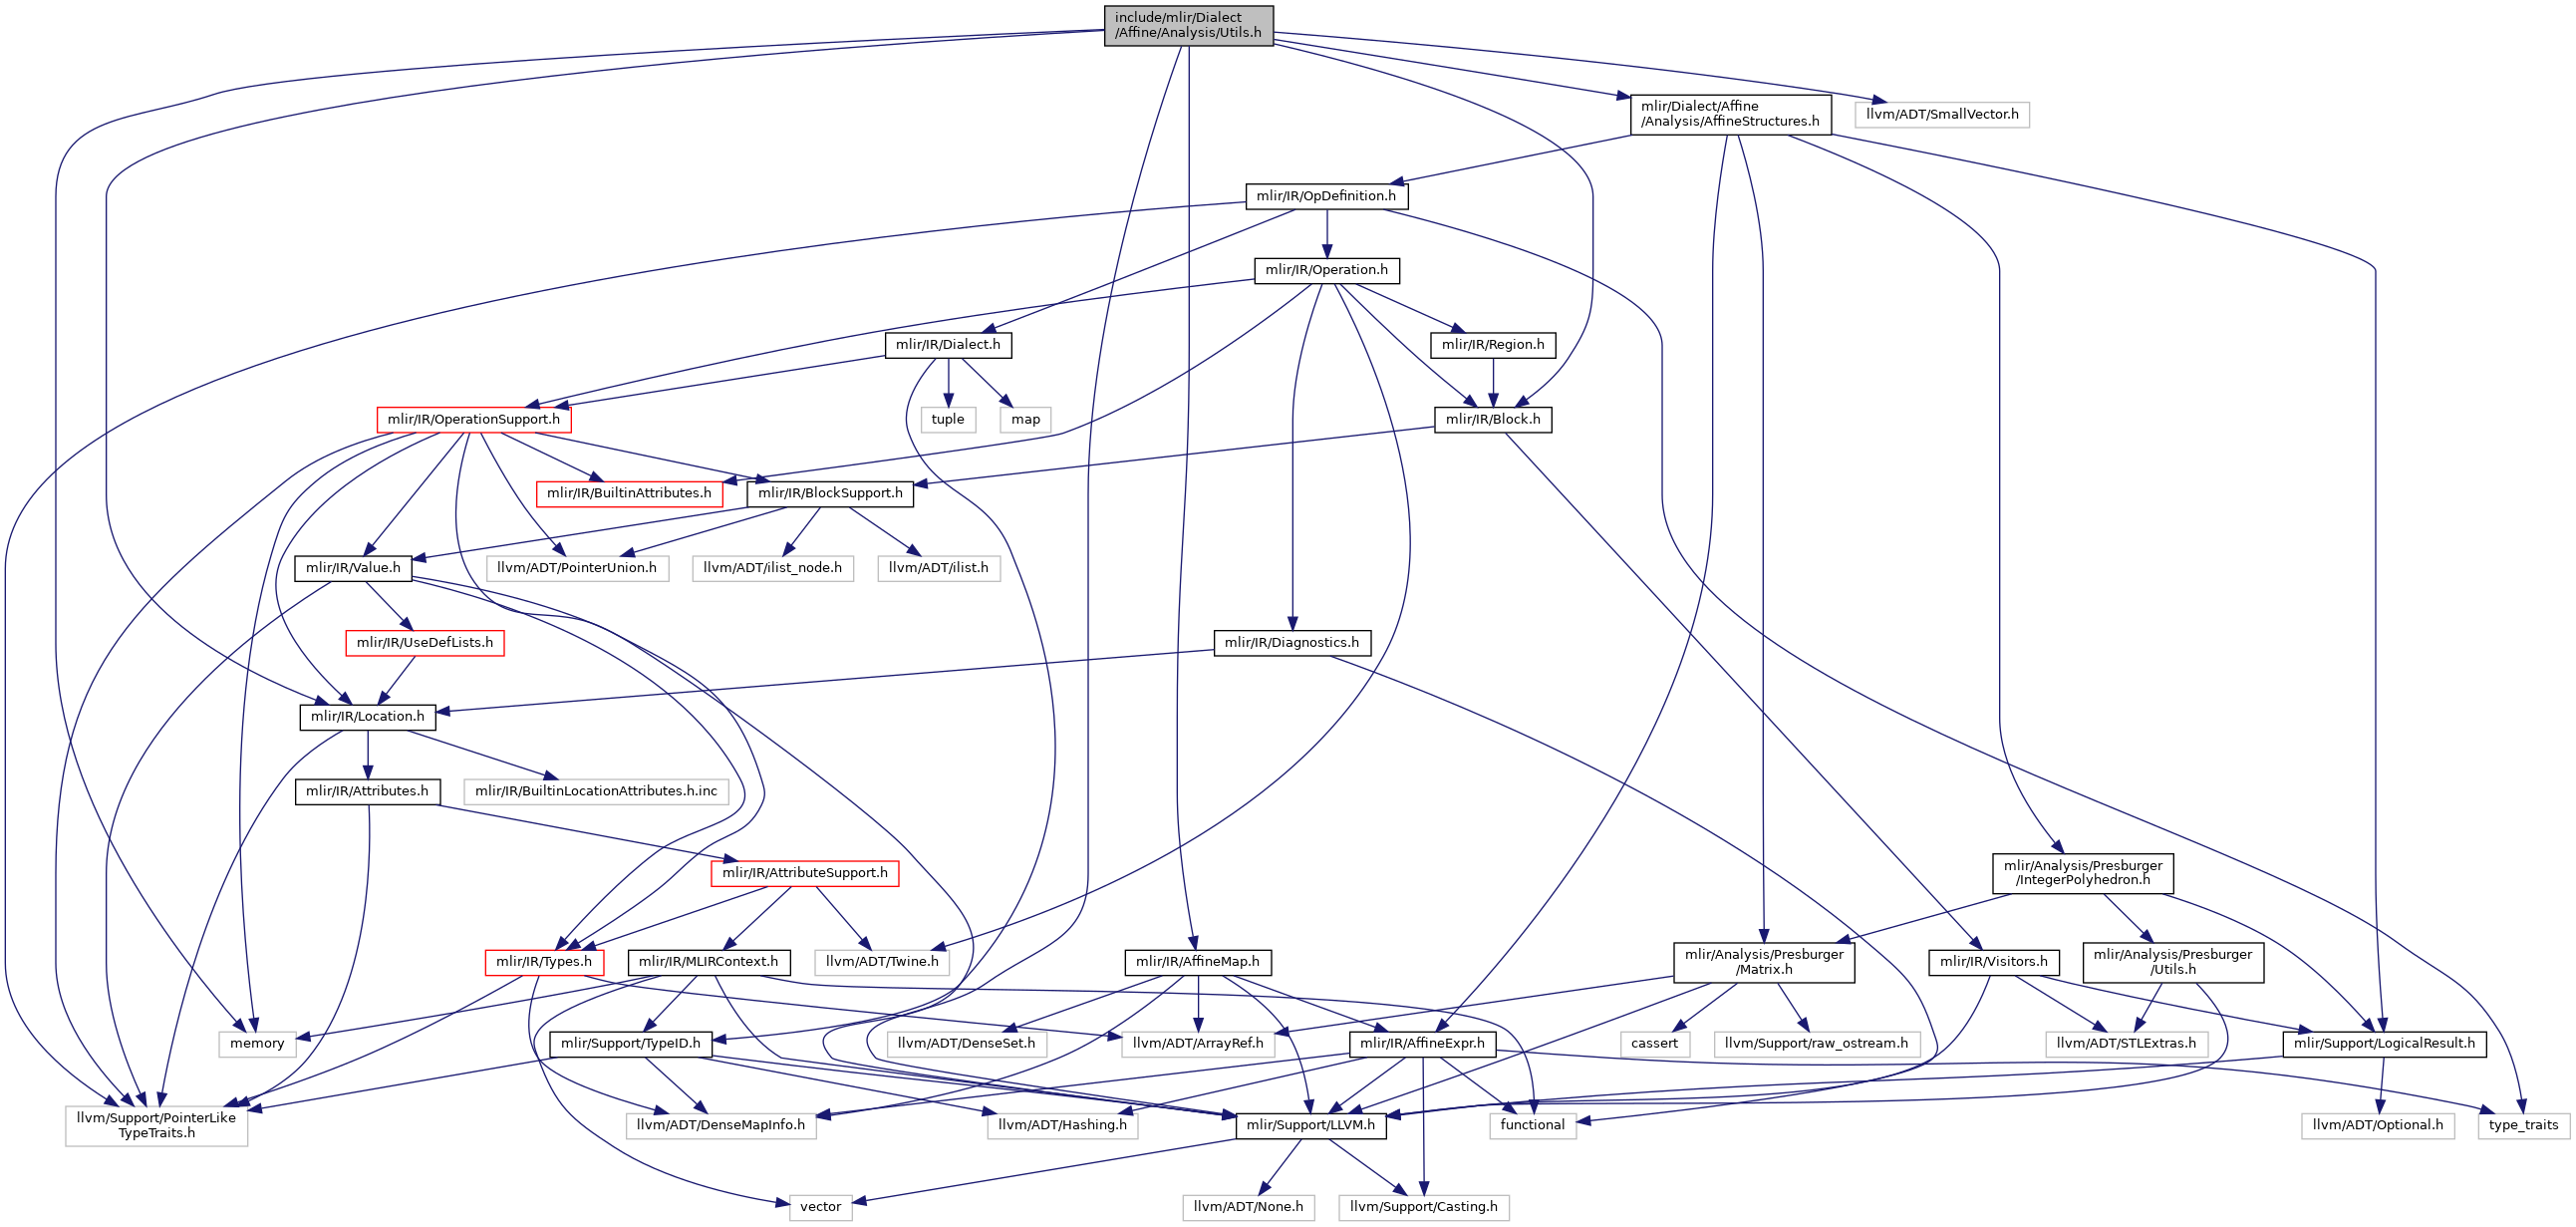 include/mlir/Dialect
/Affine/Analysis/Utils.h
mlir/Dialect/Affine
/Analysis/AffineStructures.h
llvm/ADT/SmallVector.h
mlir/IR/OpDefinition.h
mlir/IR/Operation.h
mlir/IR/Dialect.h
mlir/IR/Region.h
mlir/IR/OperationSupport.h
tuple
map
mlir/IR/Block.h
mlir/IR/BuiltinAttributes.h
mlir/IR/BlockSupport.h
mlir/IR/Value.h
llvm/ADT/PointerUnion.h
llvm/ADT/ilist_node.h
llvm/ADT/ilist.h
mlir/IR/UseDefLists.h
mlir/IR/Diagnostics.h
mlir/IR/Location.h
mlir/IR/Attributes.h
mlir/IR/BuiltinLocationAttributes.h.inc
mlir/IR/AttributeSupport.h
mlir/Analysis/Presburger
/IntegerPolyhedron.h
mlir/IR/Types.h
mlir/IR/MLIRContext.h
llvm/ADT/Twine.h
mlir/IR/AffineMap.h
mlir/Analysis/Presburger
/Matrix.h
mlir/IR/Visitors.h
mlir/Analysis/Presburger
/Utils.h
memory
mlir/Support/TypeID.h
llvm/ADT/DenseSet.h
llvm/ADT/ArrayRef.h
mlir/IR/AffineExpr.h
cassert
llvm/Support/raw_ostream.h
llvm/ADT/STLExtras.h
mlir/Support/LogicalResult.h
llvm/Support/PointerLike
TypeTraits.h
llvm/ADT/DenseMapInfo.h
llvm/ADT/Hashing.h
mlir/Support/LLVM.h
functional
llvm/ADT/Optional.h
type_traits
vector
llvm/ADT/None.h
llvm/Support/Casting.h